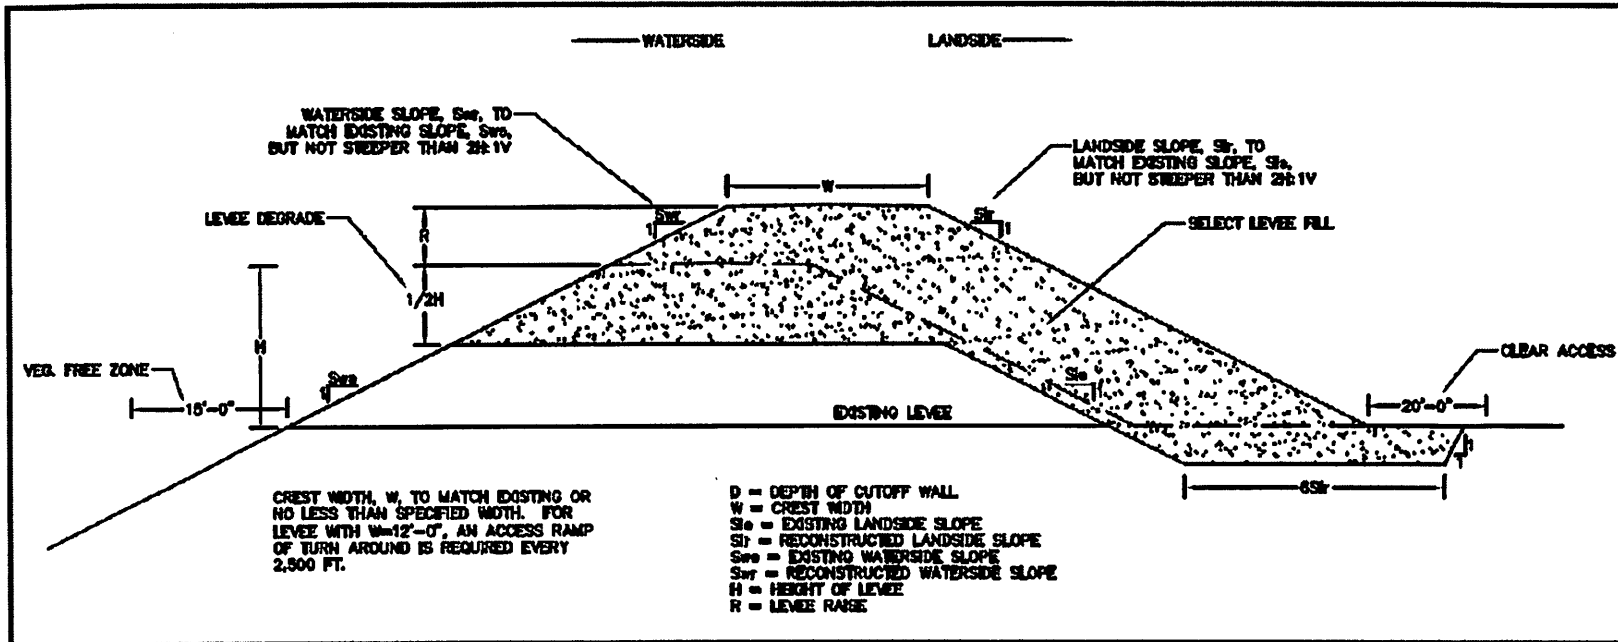 WATERSIDE
LANDSIDE
WATERSIDE SLOPE, Swr, TO
MATCH EXISTING SLOPE, Swe,
BUT NOT STEEPER THAN 2H:1V
LANDSIDE SLOPE, Slr, TO
MATCH EXISTING SLOPE, Sle,
BUT NOT STEEPER THAN 2H:1V
W
LEVEE DEGRADE
Swr
1
Slr
1
SELECT LEVEE FILL
R
1/2H
H
VEG. FREE ZONE
15'-0"
Swe
1
Sle
1
CLEAR ACCESS
20'-0"
EXISTING LEVEE
1
1
6Slr
CREST WIDTH, W, TO MATCH EXISTING OR
NO LESS THAN SPECIFIED WIDTH. FOR
LEVEE WITH W=12'-0", AN ACCESS RAMP
OF TURN AROUND IS REQUIRED EVERY
2,500 FT.
D = DEPTH OF CUTOFF WALL
W = CREST WIDTH
Sle = EXISTING LANDSIDE SLOPE
Slr = RECONSTRUCTED LANDSIDE SLOPE
Swe = EXISTING WATERSIDE SLOPE
Swr = RECONSTRUCTED WATERSIDE SLOPE
H = HEIGHT OF LEVEE
R = LEVEE RAISE